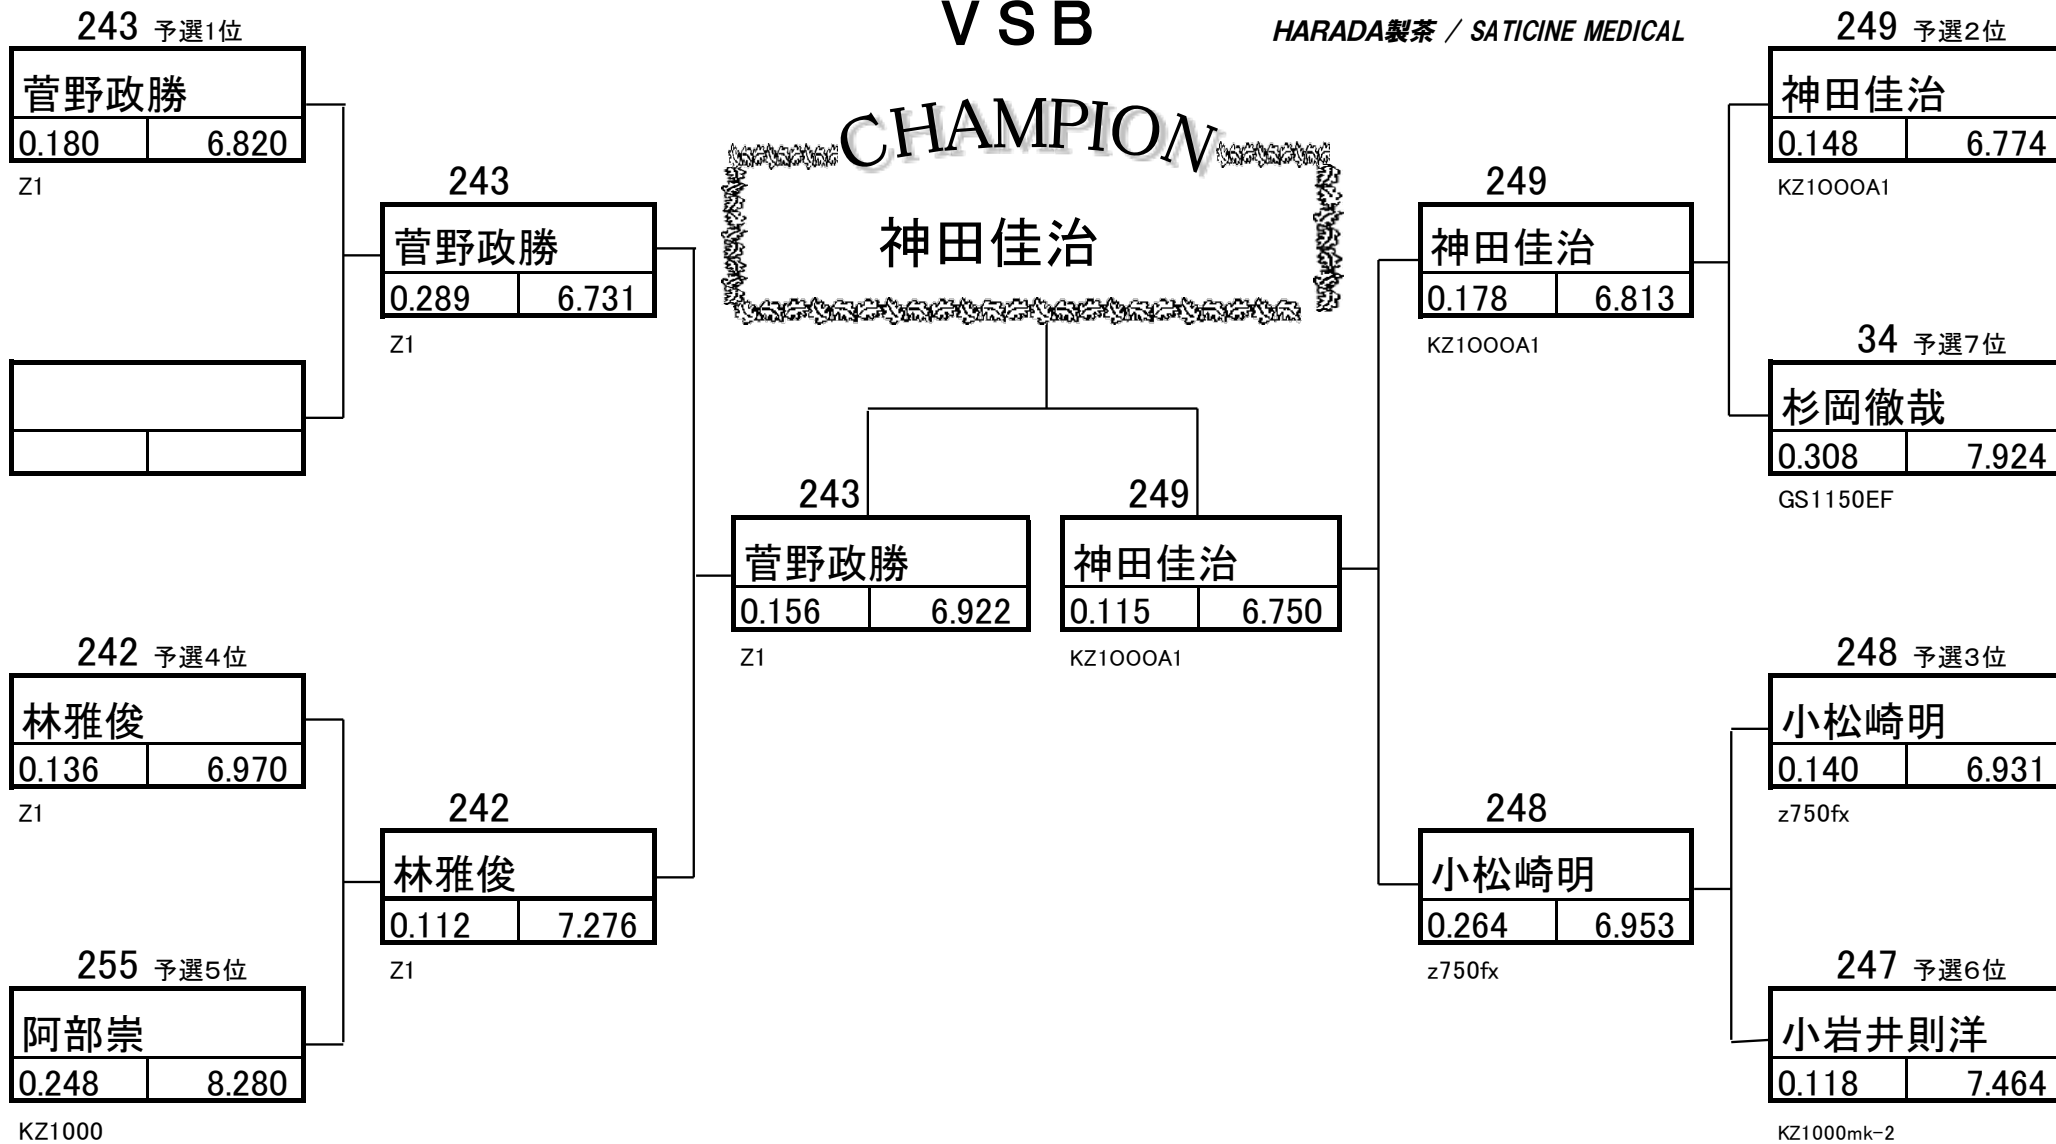 VSB
HARADA製茶 / SATICINE MEDICAL
243 予選1位
菅野政勝
0.180 6.820
Z1
242 予選4位
林雅俊
0.136 6.970
Z1
255 予選5位
阿部崇
0.248 8.280
KZ1000
243
菅野政勝
0.289 6.731
Z1
242
林雅俊
0.112 7.276
Z1
CHAMPION
神田佳治
243
菅野政勝
0.156 6.922
Z1
249
神田佳治
0.115 6.750
KZ1OOOA1
249
神田佳治
0.178 6.813
KZ1OOOA1
248
小松崎明
0.264 6.953
z750fx
249 予選2位
神田佳治
0.148 6.774
KZ1OOOA1
34 予選7位
杉岡徹哉
0.308 7.924
GS1150EF
248 予選3位
小松崎明
0.140 6.931
z750fx
247 予選6位
小岩井則洋
0.118 7.464
KZ1000mk-2